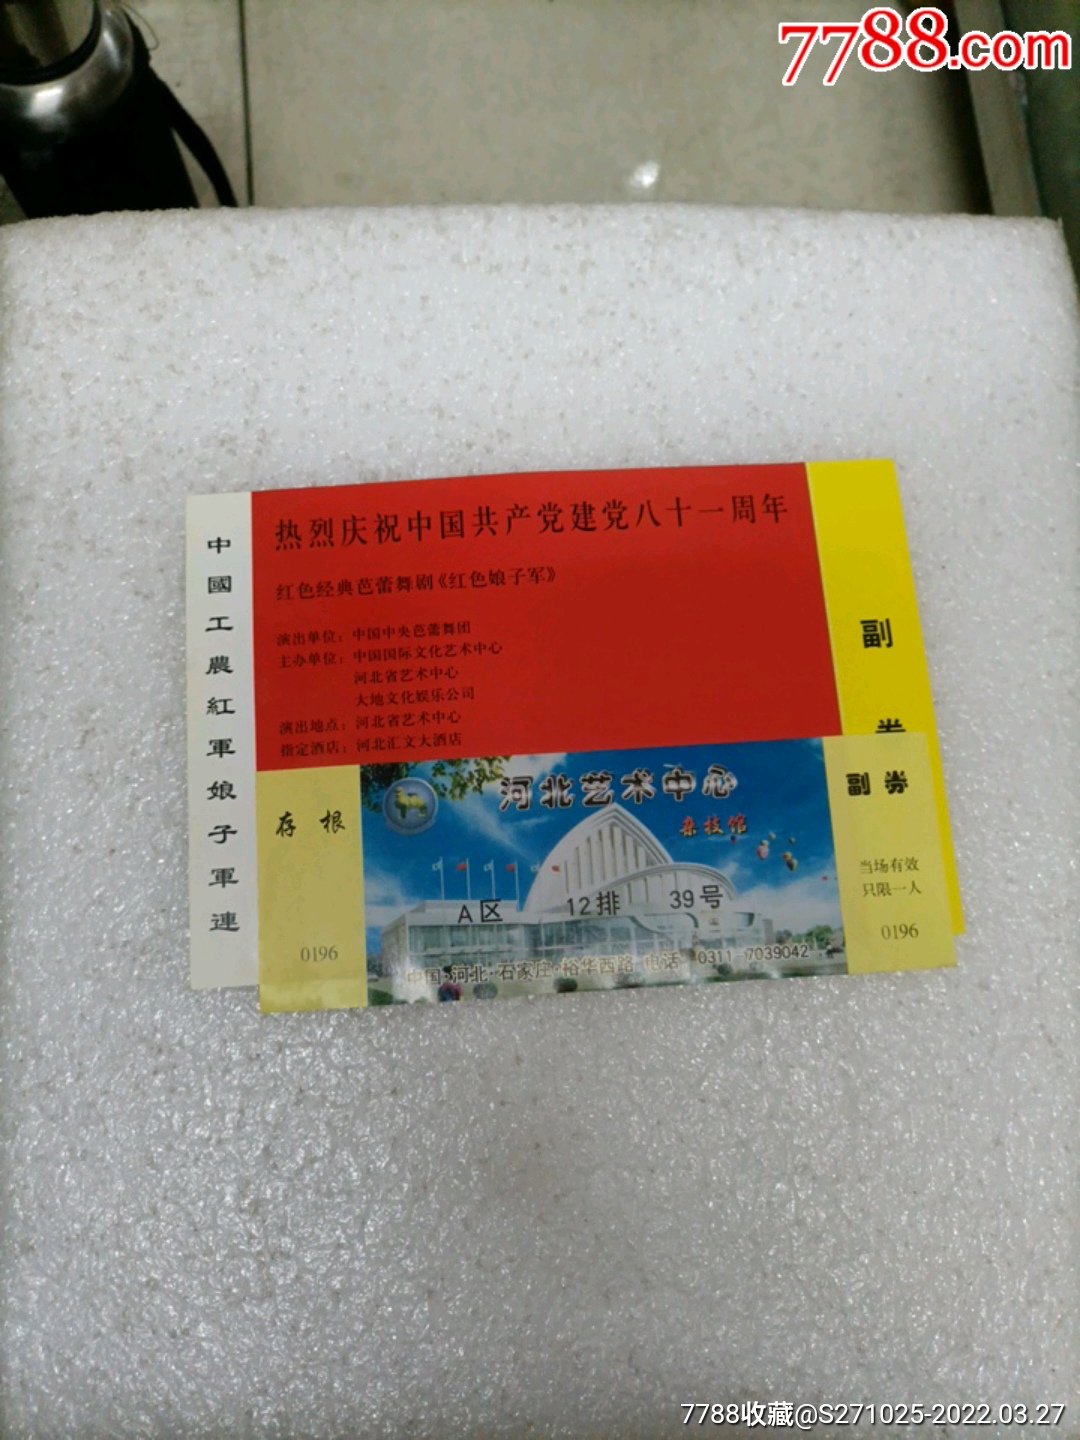 7788.com
中國工農紅軍娘子軍連
热烈庆祝中国共产党建党八十一周年
红色经典芭蕾舞剧《红色娘子军》
演出单位：中国中央芭蕾舞团
主办单位：中国国际文化艺术中心
河北省艺术中心
大地文化娱乐公司
演出地点：河北省艺术中心
指定酒店：河北汇文大酒店
副券
存根
0196
河北艺术中心
杂技馆
A区 12排 39号
中国·河北·石家庄·裕华西路 电话 0311-7039042
副券
当场有效
只限一人
0196
7788收藏@S271025-2022.03.27